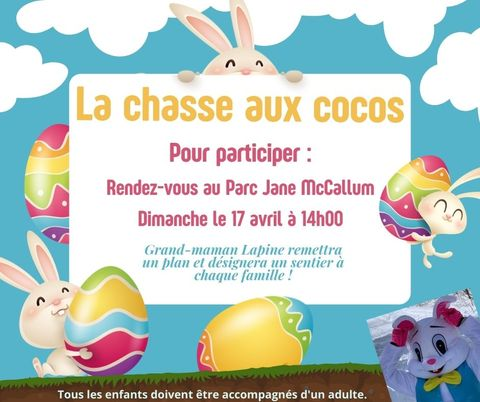 La chasse aux cocos
Pour participer :
Rendez-vous au Parc Jane McCallum
Dimanche le 17 avril à 14h00
Grand-maman Lapine remettra
un plan et désignera un sentier à
chaque famille !
Tous les enfants doivent être accompagnés d'un adulte.